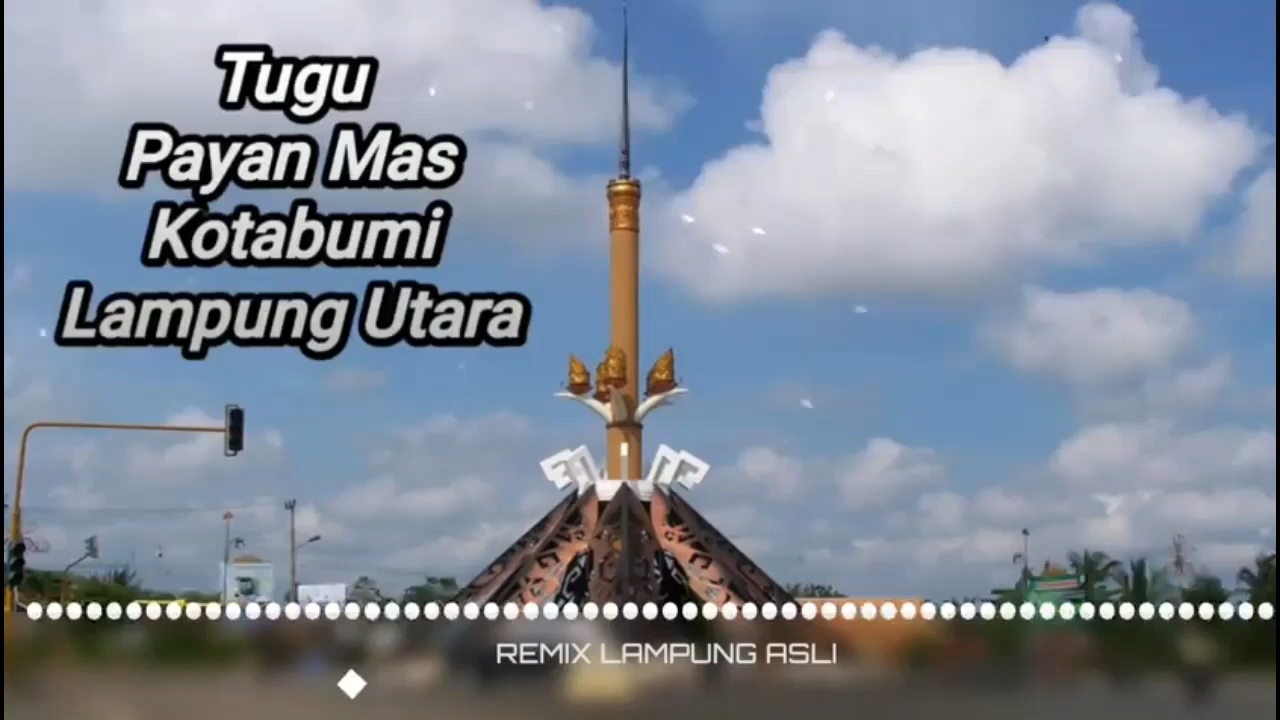 Tugu
Payan Mas
Kotabumi
Lampung Utara
REMIX LAMPUNG ASLI